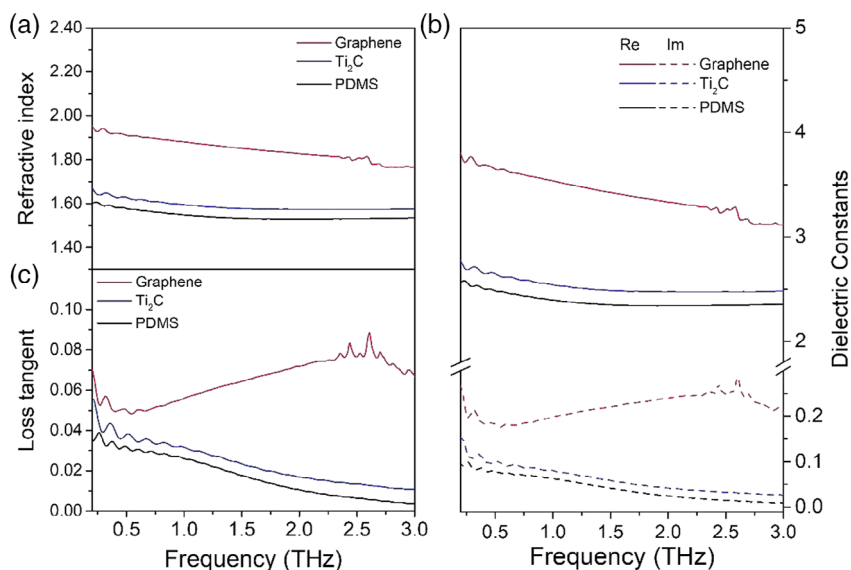 (a)
2.40
2.20
2.00
1.80
1.60
1.40
Refractive index
Graphene
Ti₂C
PDMS
(c)
0.10
0.08
0.06
0.04
0.02
0.00
Loss tangent
Graphene
Ti₂C
PDMS
0.5 1.0 1.5 2.0 2.5 3.0
Frequency (THz)
(b)
Re Im
Graphene
Ti₂C
PDMS
5
4
3
2
0.2
0.1
0.0
Dielectric Constants
0.5 1.0 1.5 2.0 2.5 3.0
Frequency (THz)